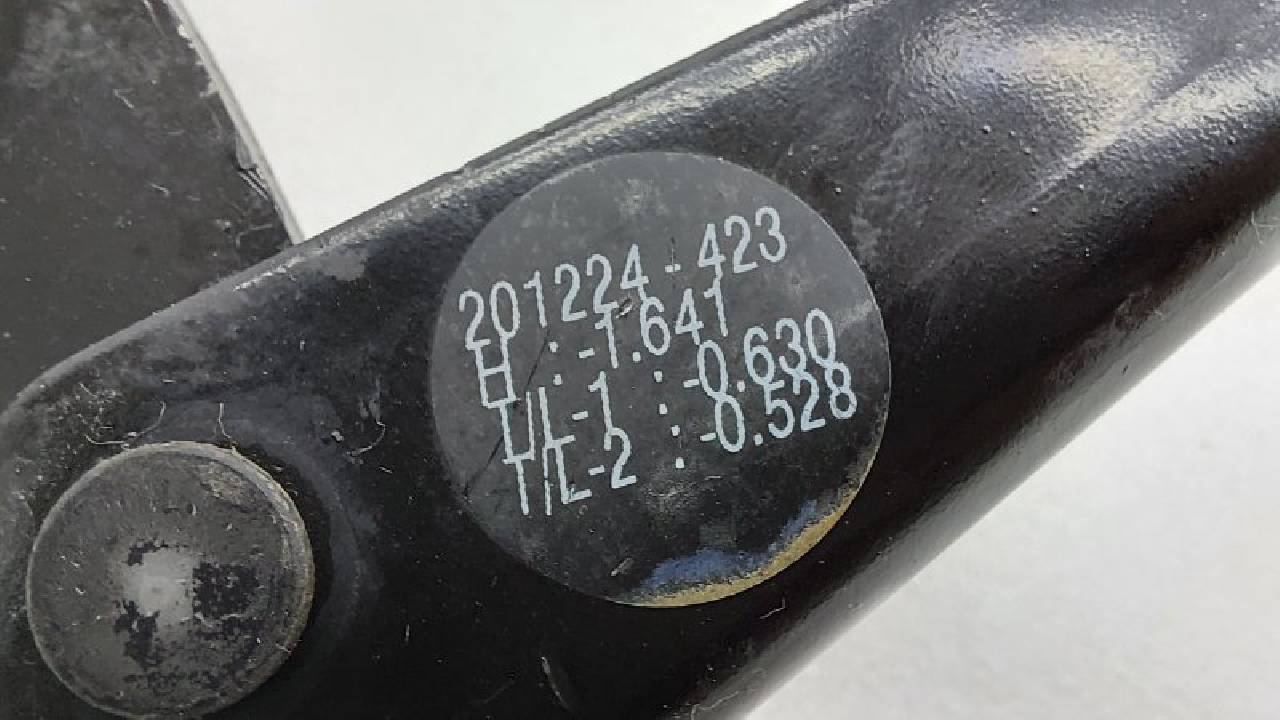 201224-423
H : -1.641
T/L-1 : -0.630
T/L-2 : -0.528